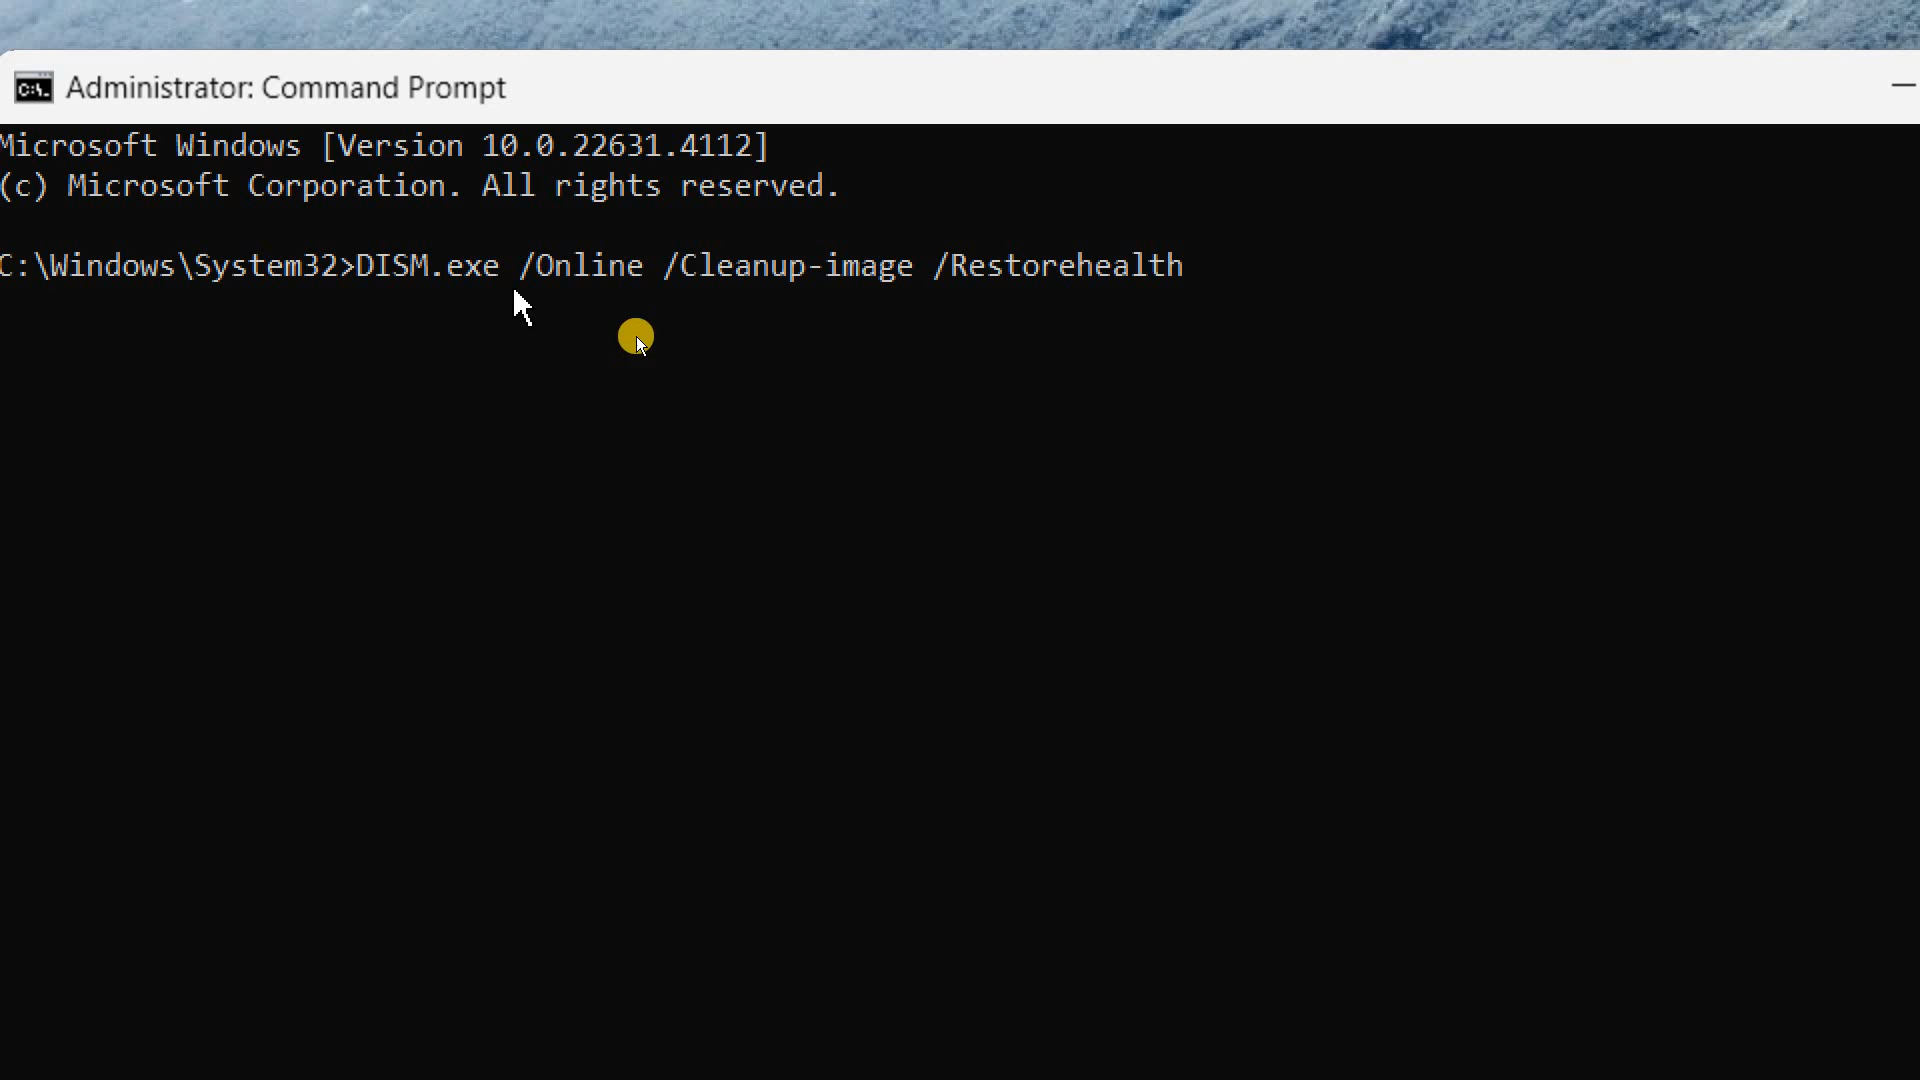 Administrator: Command Prompt
Microsoft Windows [Version 10.0.22631.4112]
(c) Microsoft Corporation. All rights reserved.
C:\Windows\System32>DISM.exe /Online /Cleanup-image /Restorehealth